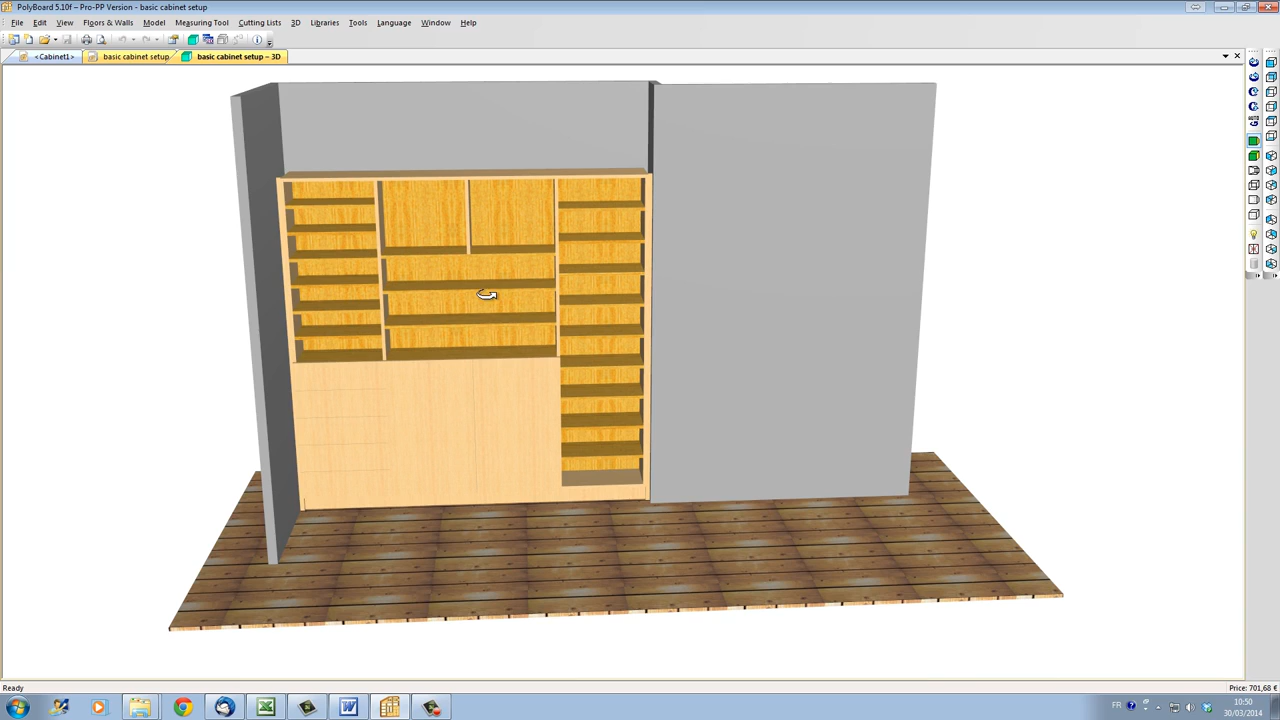 PolyBoard 5.10f – Pro-PP Version - basic cabinet setup
File Edit View Floors & Walls Model Measuring Tool Cutting Lists 3D Libraries Tools Language Window Help
<Cabinet1> basic cabinet setup basic cabinet setup – 3D
AUTO
Ready
Price: 701,68 €
FR
10:50
30/03/2014